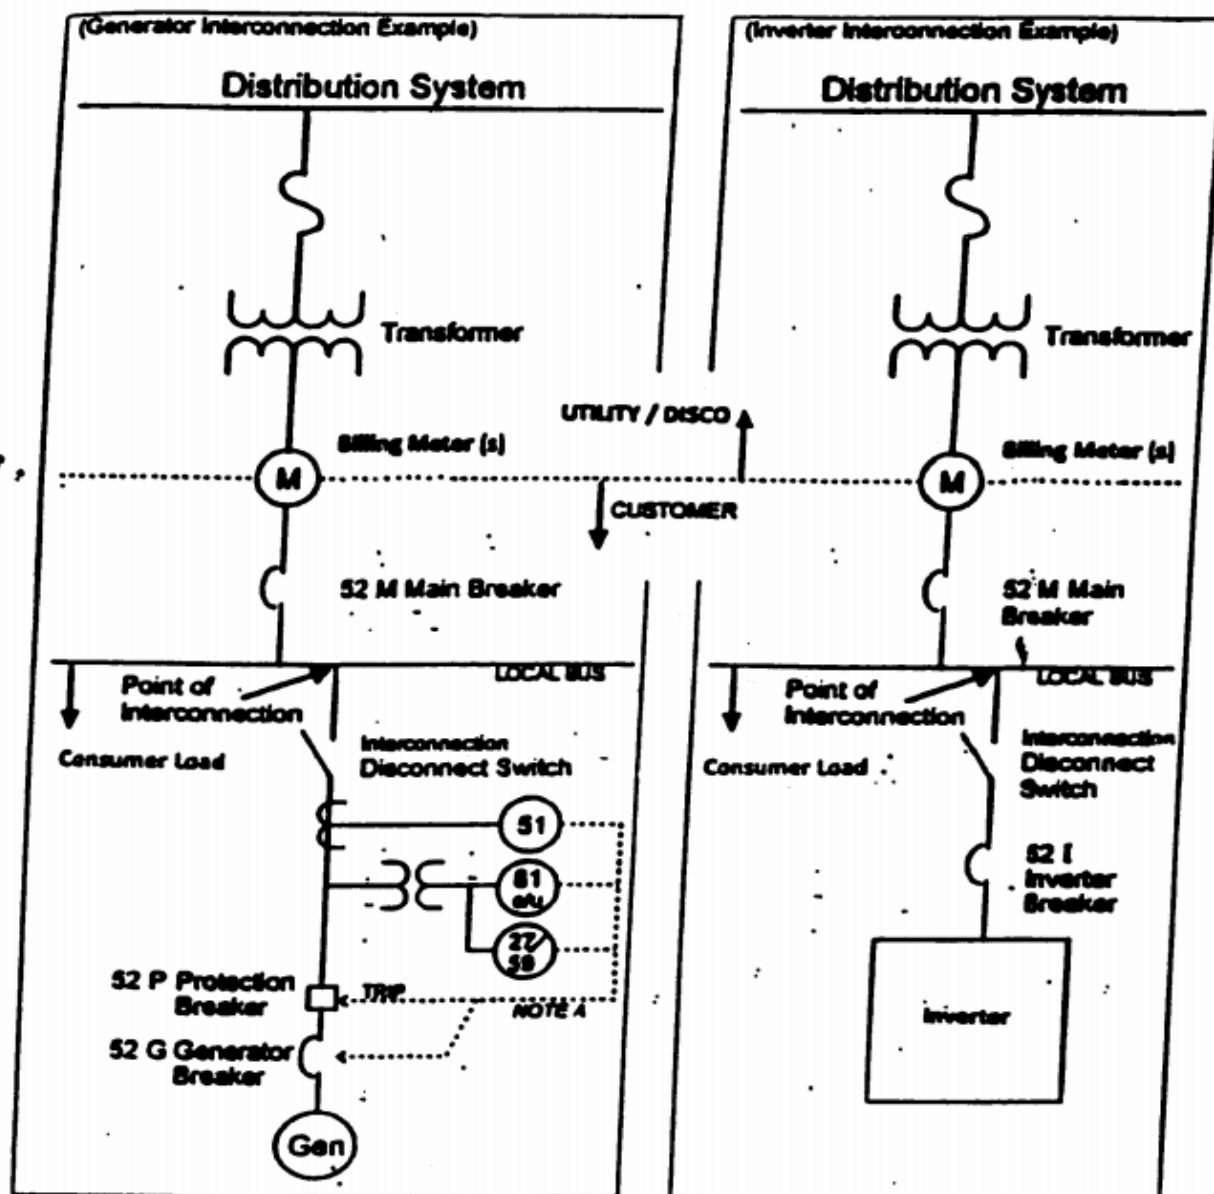 (Generator Interconnection Example)
Distribution System
Transformer
Billing Meter (s)
M
52 M Main Breaker
LOCAL BUS
Point of
Interconnection
Consumer Load
Interconnection
Disconnect Switch
51
81
o/u
27/
59
52 P Protection
Breaker
TRIP
NOTE A
52 G Generator
Breaker
Gen
UTILITY / DISCO
CUSTOMER
(Inverter Interconnection Example)
Distribution System
Transformer
Billing Meter (s)
M
52 M Main
Breaker
LOCAL BUS
Point of
Interconnection
Consumer Load
Interconnection
Disconnect
Switch
52 I
Inverter
Breaker
Inverter